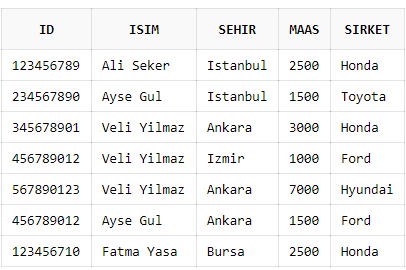 ID ISIM SEHIR MAAS SIRKET
123456789 Ali Seker Istanbul 2500 Honda
234567890 Ayse Gul Istanbul 1500 Toyota
345678901 Veli Yilmaz Ankara 3000 Honda
456789012 Veli Yilmaz Izmir 1000 Ford
567890123 Veli Yilmaz Ankara 7000 Hyundai
456789012 Ayse Gul Ankara 1500 Ford
123456710 Fatma Yasa Bursa 2500 Honda